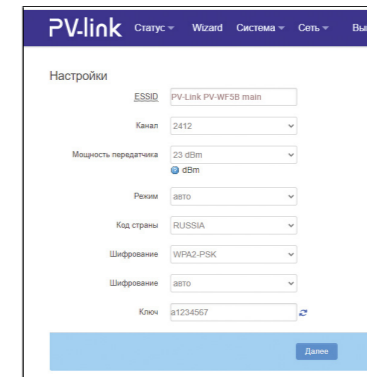 PV-link Статус Wizard Система Сеть Вы
Настройки
ESSID PV-Link PV-WF5B main
Канал 2412
Мощность передатчика 23 dBm
dBm
Режим авто
Код страны RUSSIA
Шифрование WPA2-PSK
Шифрование авто
Ключ a1234567
Далее